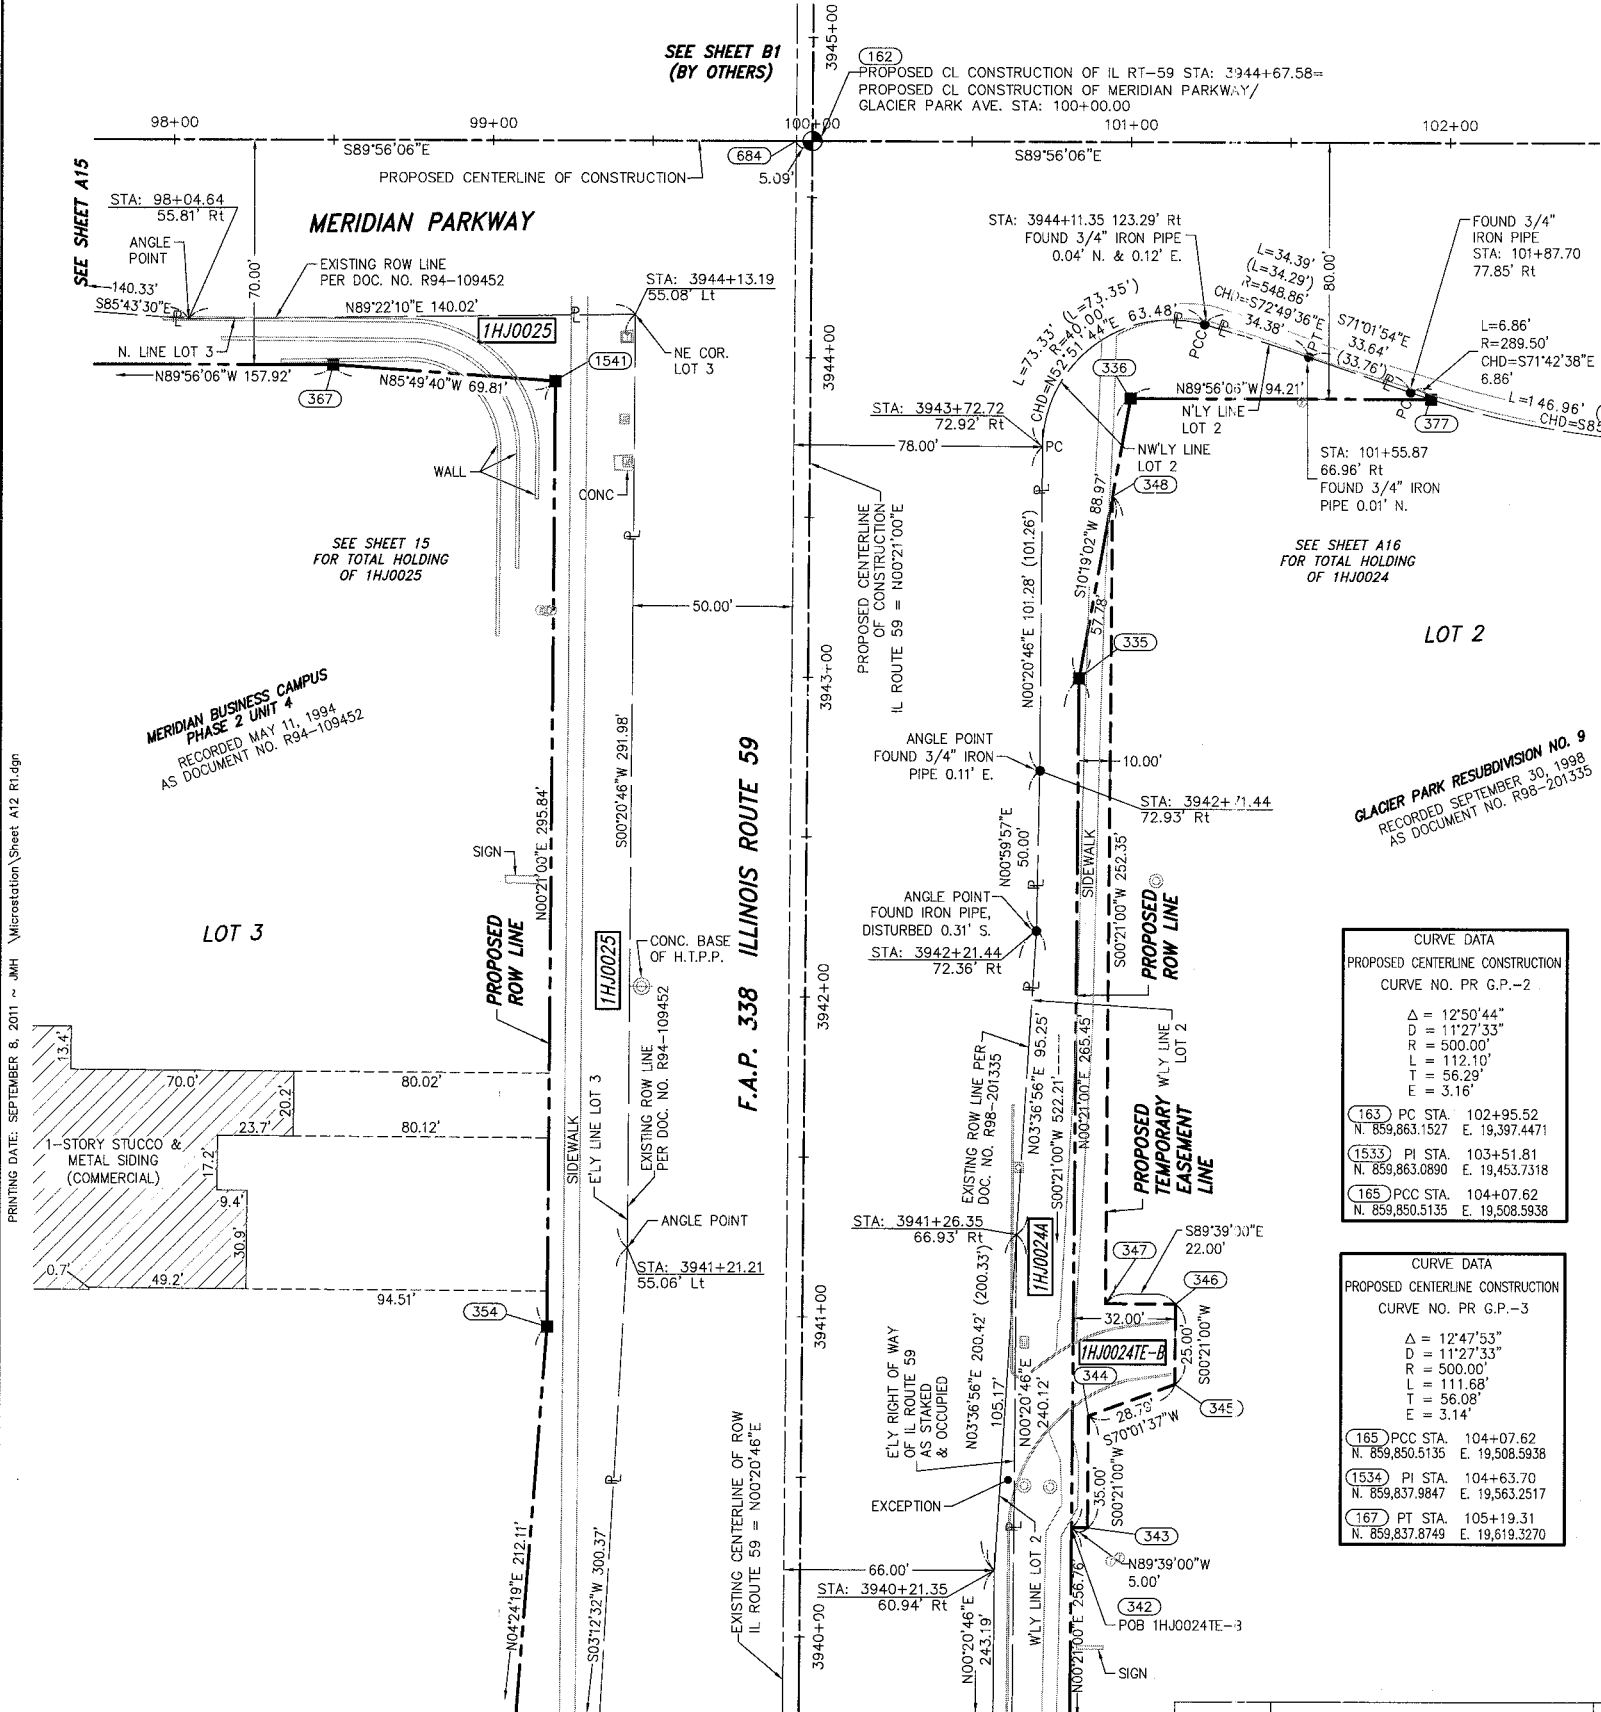 SEE SHEET B1
(BY OTHERS)
3945+00
162
PROPOSED CL CONSTRUCTION OF IL RT-59 STA: 3944+67.58=
PROPOSED CL CONSTRUCTION OF MERIDIAN PARKWAY/
GLACIER PARK AVE. STA: 100+00.00
98+00
99+00
100+00
101+00
102+00
S89°56'06"E
684
5.09'
S89°56'06"E
PROPOSED CENTERLINE OF CONSTRUCTION
SEE SHEET A15
STA: 98+04.64
55.81' Rt
ANGLE
POINT
MERIDIAN PARKWAY
70.00'
EXISTING ROW LINE
PER DOC. NO. R94-109452
140.33'
S85°43'30"E
N89°22'10"E 140.02'
1HJ0025
STA: 3944+13.19
55.08' Lt
N. LINE LOT 3
NE COR.
LOT 3
1541
N89°56'06"W 157.92'
N85°49'40"W 69.81'
367
WALL
CONC
SEE SHEET 15
FOR TOTAL HOLDING
OF 1HJ0025
50.00'
STA: 3944+11.35 123.29' Rt
FOUND 3/4" IRON PIPE
0.04' N. & 0.12' E.
L=34.39'
(L=34.29')
R=548.86'
CHD=S72°49'36"E
34.38'
80.00'
FOUND 3/4"
IRON PIPE
STA: 101+87.70
77.85' Rt
L=73.33' (L=73.35')
R=40.00'
CHD=N52°51'44"E 63.48'
PCC
S71°01'54"E
33.64'
(33.76')
L=6.86'
R=289.50'
CHD=S71°42'38"E
6.86'
PC
L=146.96'
CHD=S85
336
N89°56'06"W 94.21'
377
N'LY LINE
LOT 2
3944+00
STA: 3943+72.72
72.92' Rt
78.00'
PC
NW'LY LINE
LOT 2
348
STA: 101+55.87
66.96' Rt
FOUND 3/4" IRON
PIPE 0.01' N.
PROPOSED CENTERLINE
OF CONSTRUCTION
IL ROUTE 59 = N00°21'00"E
N00°20'46"E 101.28' (101.26')
S10°19'02"W 88.97'
57.78'
SEE SHEET A16
FOR TOTAL HOLDING
OF 1HJ0024
335
LOT 2
3943+00
MERIDIAN BUSINESS CAMPUS
PHASE 2 UNIT 4
RECORDED MAY 11, 1994
AS DOCUMENT NO. R94-109452
S00°20'46"W 291.98'
N00°21'00"E 295.84'
F.A.P. 338 ILLINOIS ROUTE 59
ANGLE POINT
FOUND 3/4" IRON
PIPE 0.11' E.
10.00'
STA: 3942+71.44
72.93' Rt
GLACIER PARK RESUBDIVISION NO. 9
RECORDED SEPTEMBER 30, 1998
AS DOCUMENT NO. R98-201335
PRINTING DATE: SEPTEMBER 8, 2011 ~ JMH \Microstation\Sheet A12 R1.dgn
SIGN
N00°59'57"E
50.00'
SIDEWALK
S00°21'00"W 252.35'
LOT 3
PROPOSED
ROW LINE
1HJ0025
CONC. BASE
OF H.T.P.P.
ANGLE POINT
FOUND IRON PIPE,
DISTURBED 0.31' S.
STA: 3942+21.44
72.36' Rt
PROPOSED
ROW LINE
3942+00
EXISTING ROW LINE
PER DOC. NO. R94-109452
E'LY LINE LOT 3
SIDEWALK
EXISTING ROW LINE PER
DOC. NO. R98-201335
N03°36'56"E 95.25'
S00°21'00"W 522.21'
N00°21'00"E 265.45'
W'LY LINE
LOT 2
PROPOSED
TEMPORARY
EASEMENT
LINE
13.4'
70.0'
80.02'
20.2'
23.7'
80.12'
1-STORY STUCCO &
METAL SIDING
(COMMERCIAL)
17.2'
9.4'
30.9'
0.7'
49.2'
94.51'
354
ANGLE POINT
STA: 3941+21.21
55.06' Lt
STA: 3941+26.35
66.93' Rt
1HJ0024A
347
S89°39'00"E
22.00'
346
3941+00
32.00'
1HJ0024TE-B
25.00'
S00°21'00"W
344
345
28.79'
S70°01'37"W
E'LY RIGHT OF WAY
OF IL ROUTE 59
AS STAKED
& OCCUPIED
N03°36'56"E 200.42' (200.33')
105.17'
N00°20'46"E
240.12'
EXCEPTION
35.00'
S00°21'00"W
343
N89°39'00"W
5.00'
342
POB 1HJ0024TE-B
SIGN
N04°24'19"E 212.11'
S03°12'32"W 300.37'
EXISTING CENTERLINE OF ROW
IL ROUTE 59 = N00°20'46"E
66.00'
STA: 3940+21.35
60.94' Rt
3940+00
N00°20'46"E
243.19'
W'LY LINE LOT 2
N00°21'00"E 256.76'
CURVE DATA
PROPOSED CENTERLINE CONSTRUCTION
CURVE NO. PR G.P.-2
Δ = 12°50'44"
D = 11°27'33"
R = 500.00'
L = 112.10'
T = 56.29'
E = 3.16'
163 PC STA. 102+95.52
N. 859,863.1527 E. 19,397.4471
1533 PI STA. 103+51.81
N. 859,863.0890 E. 19,453.7318
165 PCC STA. 104+07.62
N. 859,850.5135 E. 19,508.5938
CURVE DATA
PROPOSED CENTERLINE CONSTRUCTION
CURVE NO. PR G.P.-3
Δ = 12°47'53"
D = 11°27'33"
R = 500.00'
L = 111.68'
T = 56.08'
E = 3.14'
165 PCC STA. 104+07.62
N. 859,850.5135 E. 19,508.5938
1534 PI STA. 104+63.70
N. 859,837.9847 E. 19,563.2517
167 PT STA. 105+19.31
N. 859,837.8749 E. 19,619.3270